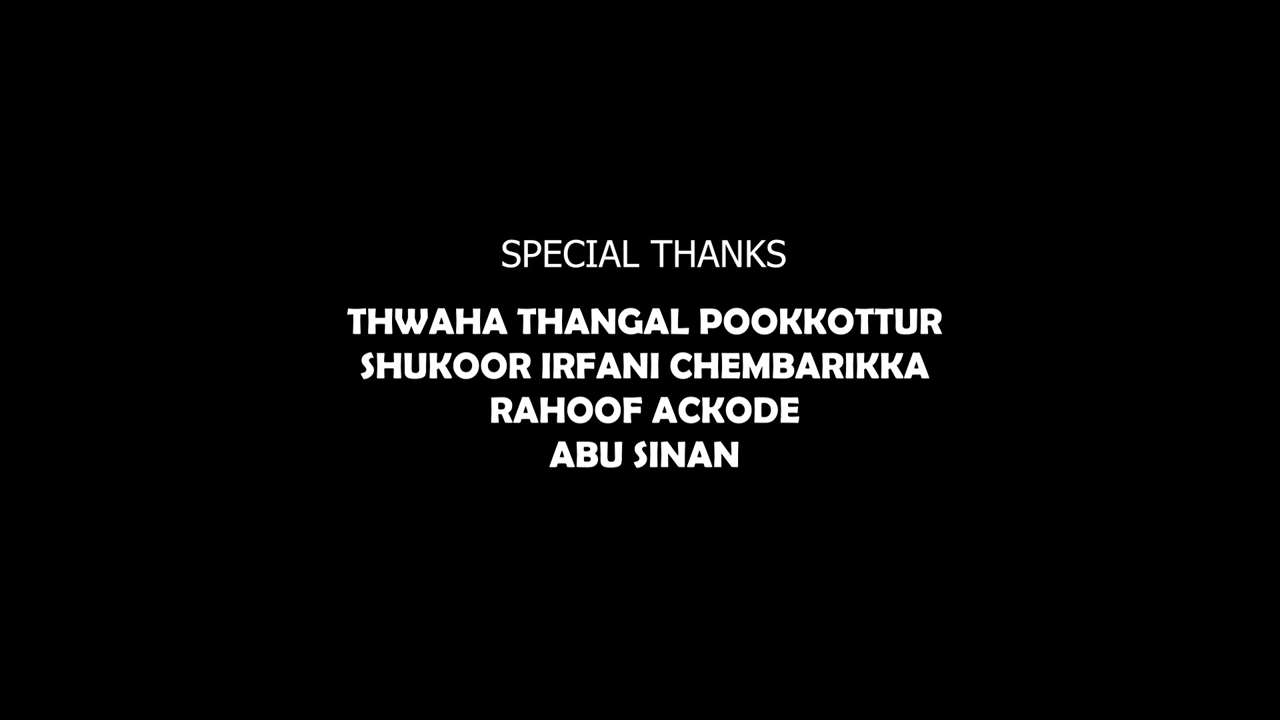 SPECIAL THANKS
THWAHA THANGAL POOKKOTTUR
SHUKOOR IRFANI CHEMBARIKKA
RAHOOF ACKODE
ABU SINAN